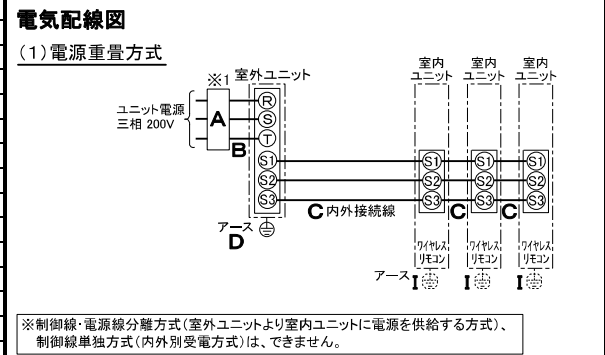 電気配線図
(1)電源重畳方式
※1 室外ユニット
室内
ユニット
室内
ユニット
室内
ユニット
ユニット電源
三相 200V
A
B
R
S
T
S1
S2
S3
S1
S2
S3
S1
S2
S3
S1
S2
S3
C 内外接続線
C
C
アース
D
ワイヤレス
リモコン
ワイヤレス
リモコン
ワイヤレス
リモコン
アース I
I
I
※制御線・電源線分離方式(室外ユニットより室内ユニットに電源を供給する方式)、
制御線単独方式(内外別受電方式)は、できません。